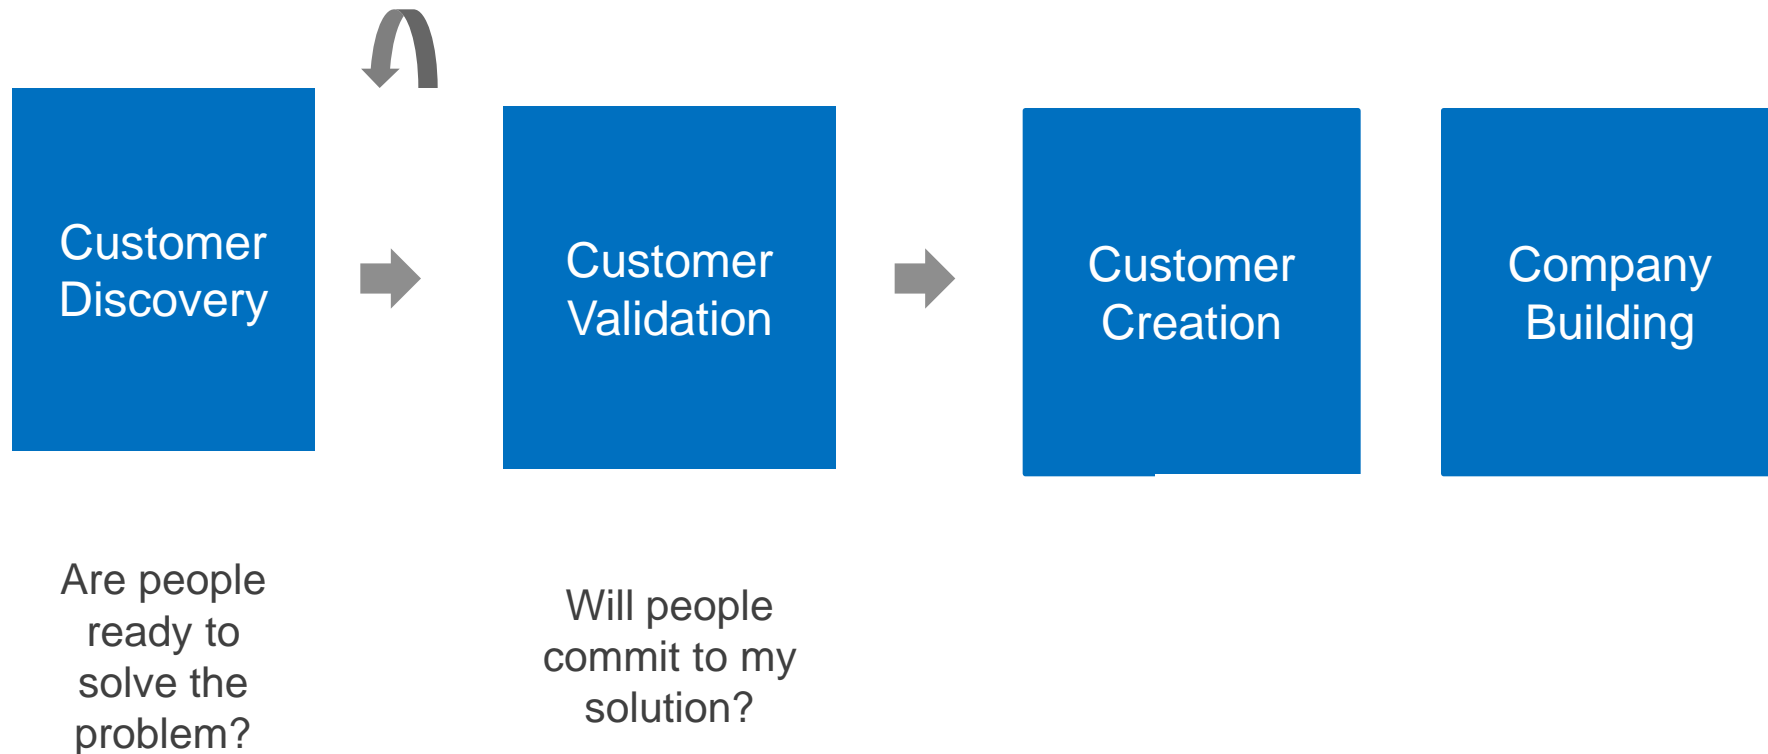 Customer
Discovery
Customer
Validation
Customer
Creation
Company
Building
Are people
ready to
solve the
problem?
Will people
commit to my
solution?